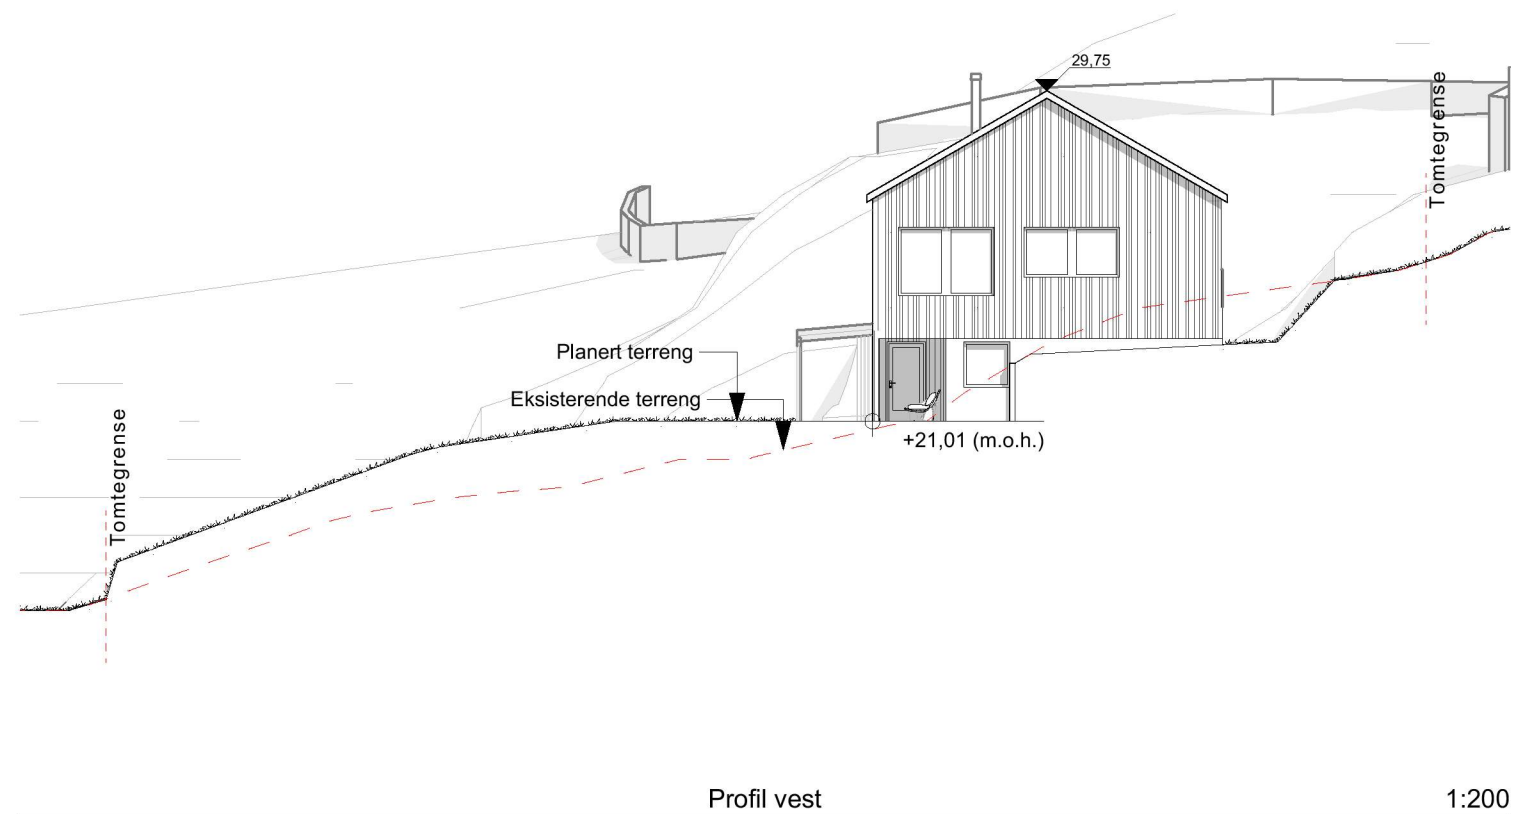 29,75
Tomtegrense
Planert terreng
Eksisterende terreng
+21,01 (m.o.h.)
Tomtegrense
Profil vest
1:200